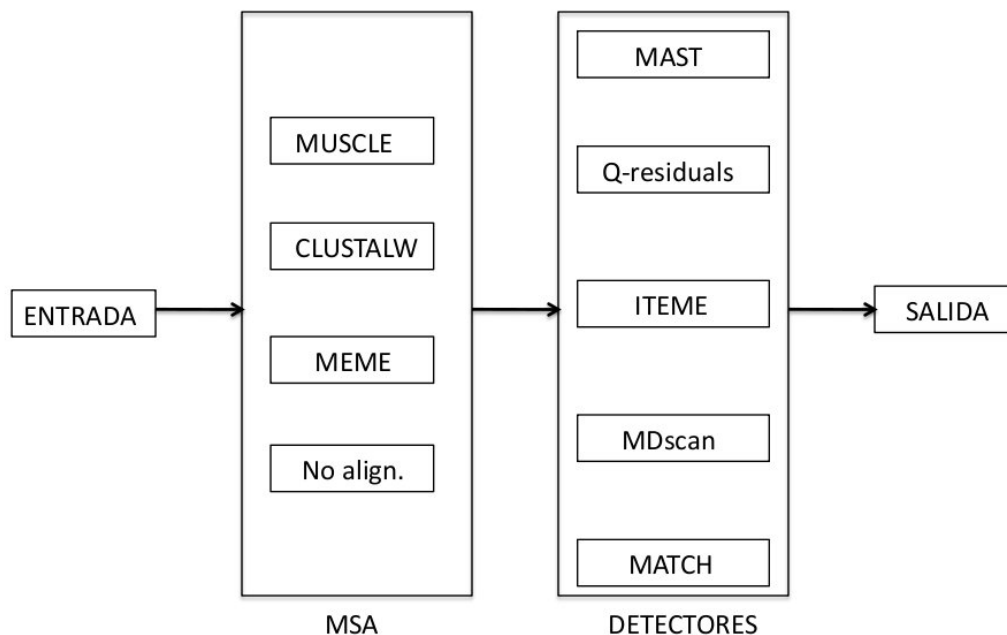 ENTRADA
MUSCLE
CLUSTALW
MEME
No align.
MSA
MAST
Q-residuals
ITEME
MDscan
MATCH
DETECTORES
SALIDA